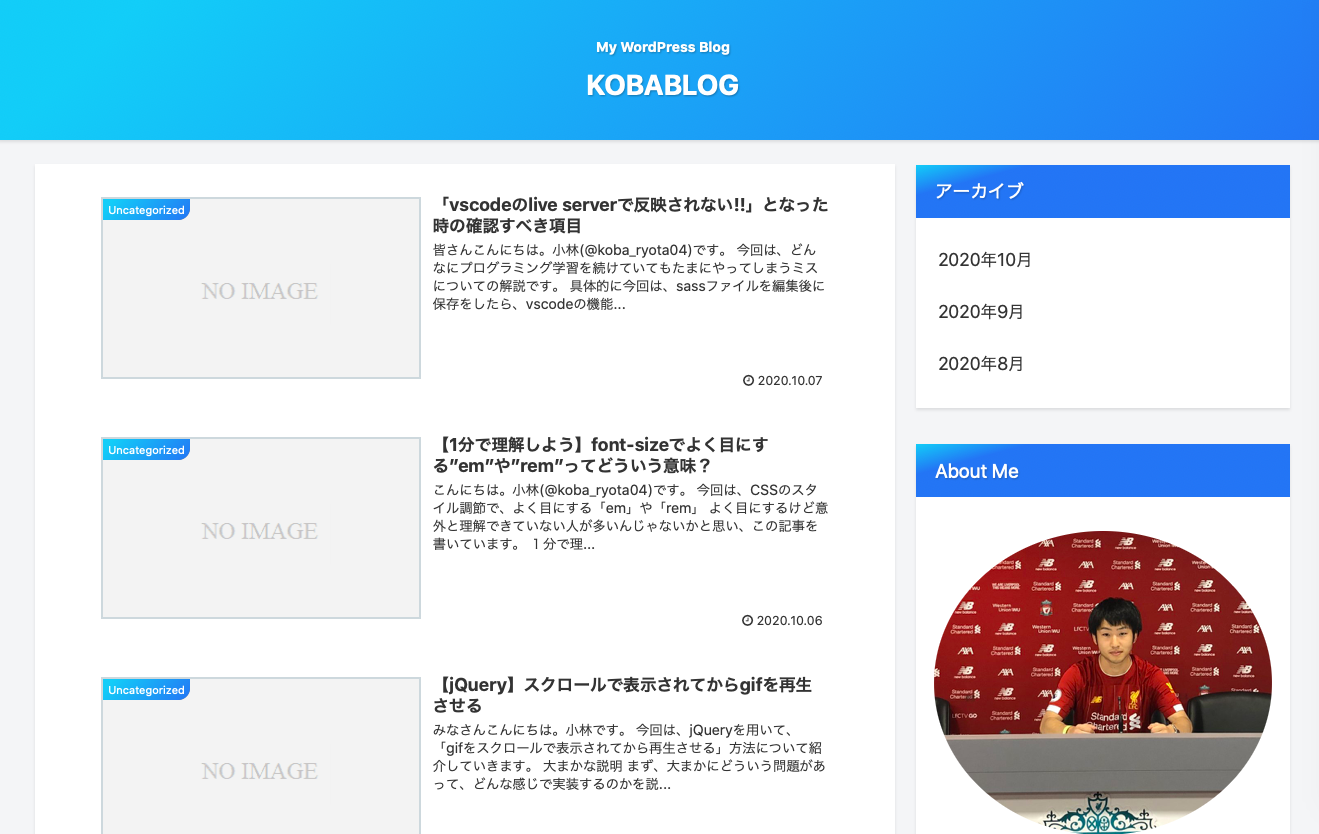 My WordPress Blog
KOBABLOG
Uncategorized
NO IMAGE
「vscodeのlive serverで反映されない!!」となった
時の確認すべき項目
皆さんこんにちは。小林(@koba_ryota04)です。 今回は、どん
なにプログラミング学習を続けていてもたまにやってしまうミス
についての解説です。 具体的に今回は、sassファイルを編集後に
保存をしたら、vscodeの機能...
2020.10.07
Uncategorized
NO IMAGE
【1分で理解しよう】font-sizeでよく目にす
る”em”や”rem”ってどういう意味？
こんにちは。小林(@koba_ryota04)です。 今回は、CSSのスタ
イル調節で、よく目にする「em」や「rem」 よく目にするけど意
外と理解できていない人が多いんじゃないかと思い、この記事を
書いています。 １分で理...
2020.10.06
Uncategorized
NO IMAGE
【jQuery】スクロールで表示されてからgifを再生
させる
みなさんこんにちは。小林です。 今回は、jQueryを用いて、
「gifをスクロールで表示されてから再生させる」方法について紹
介していきます。 大まかな説明 まず、大まかにどういう問題があ
って、どんな感じで実装するのかを説...
アーカイブ
2020年10月
2020年9月
2020年8月
About Me
Standard
Chartered
NB
new balance
AXA
Western
Union WU
LFCTV GO
Standard
Chartered